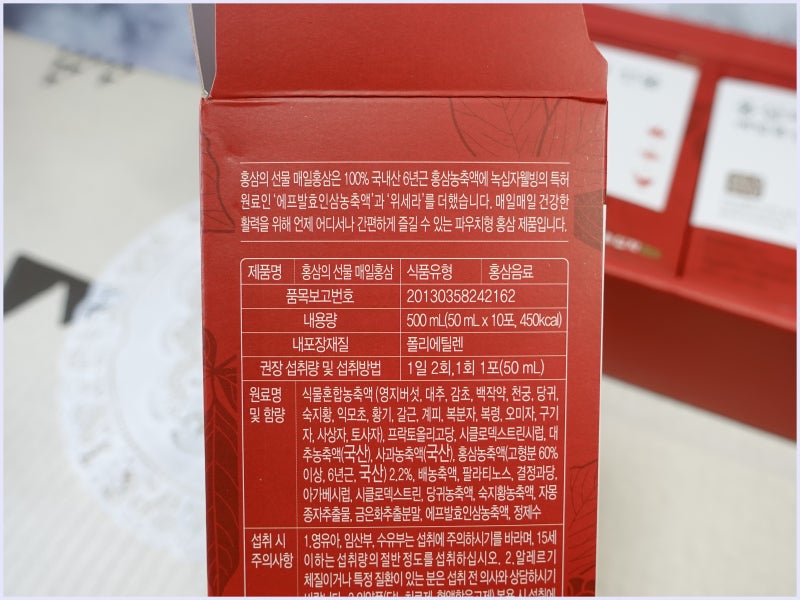 홍삼의 선물 매일홍삼은 100% 국내산 6년근 홍삼농축액에 녹십자웰빙의 특허
원료인 '에프발효인삼농축액'과 '위세라'를 더했습니다. 매일매일 건강한
활력을 위해 언제 어디서나 간편하게 즐길 수 있는 파우치형 홍삼 제품입니다.
제품명 홍삼의 선물 매일홍삼 식품유형 홍삼음료
품목보고번호 20130358242162
내용량 500 mL(50 mL x 10포, 450kcal)
내포장재질 폴리에틸렌
권장 섭취량 및 섭취방법 1일 2회,1회 1포(50 mL)
원료명 식물혼합농축액 (영지버섯, 대추, 감초, 백작약, 천궁, 당귀,
및 함량 숙지황, 익모초, 황기, 갈근, 계피, 복분자, 복령, 오미자, 구기
자, 사상자, 토사자), 프락토올리고당, 시클로덱스트린시럽, 대
추농축액(국산), 사과농축액(국산), 홍삼농축액(고형분 60%
이상, 6년근, 국산) 2.2%, 배농축액, 팔라티노스, 결정과당,
아가베시럽, 시클로덱스트린, 당귀농축액, 숙지황농축액, 자몽
종자추출물, 금은화추출분말, 에프발효인삼농축액, 정제수
섭취 시 1.영유아, 임산부, 수유부는 섭취에 주의하시기를 바라며, 15세
주의사항 이하는 섭취량의 절반 정도를 섭취하십시오. 2.알레르기
체질이거나 특정 질환이 있는 분은 섭취 전 의사와 상담하시기